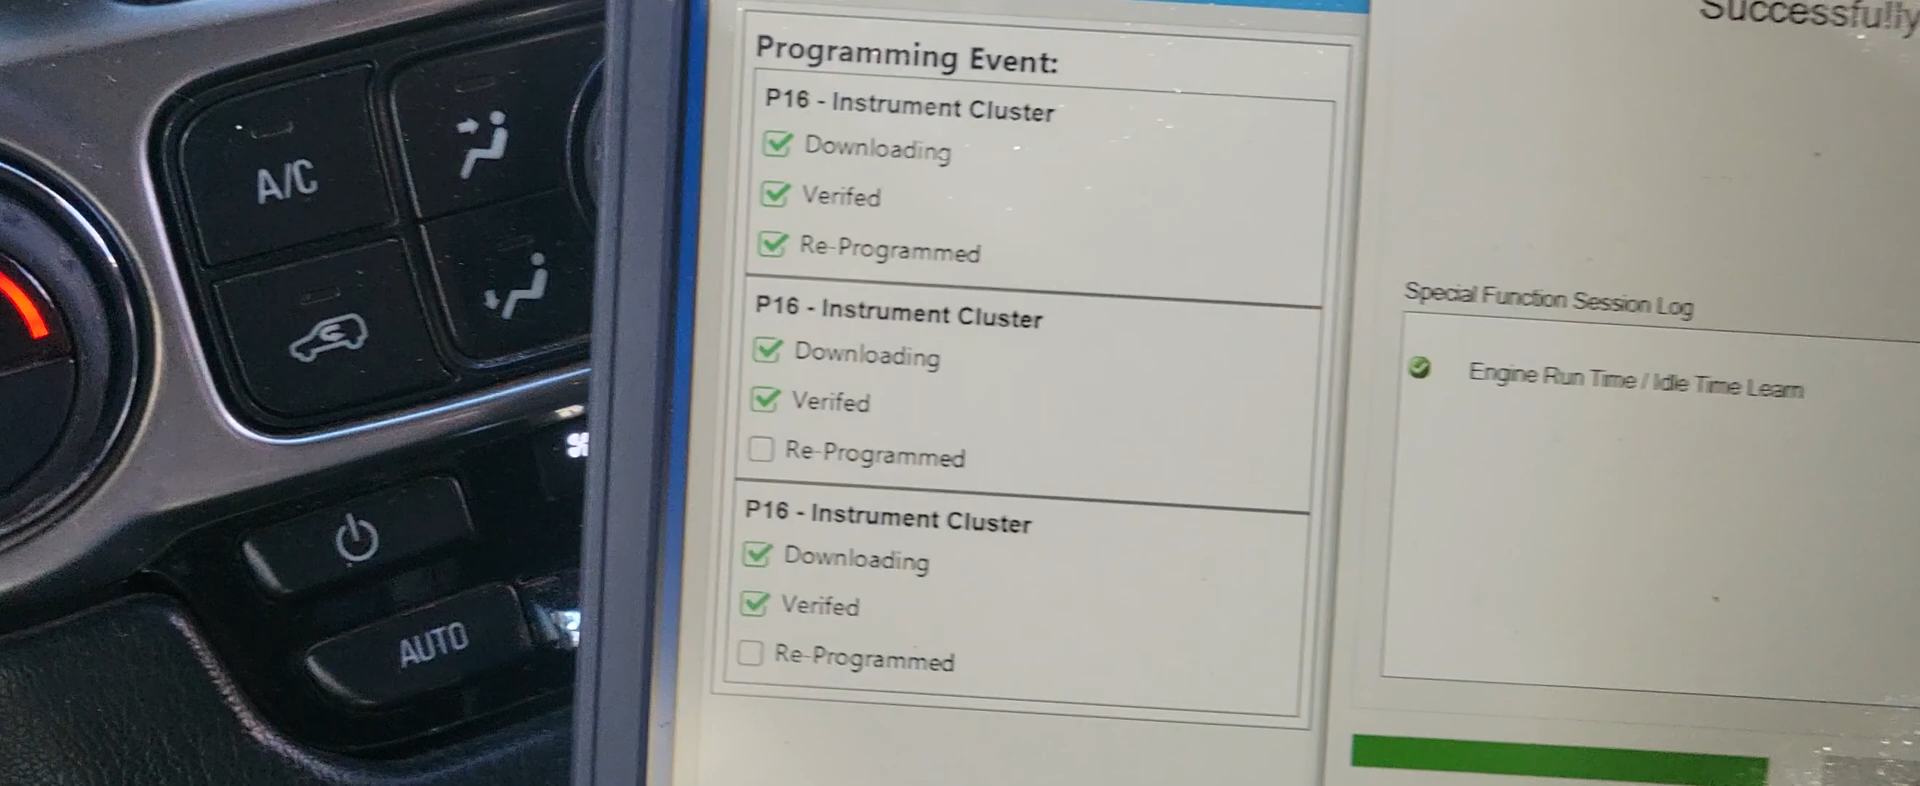 A/C
AUTO
Programming Event:
P16 - Instrument Cluster
Downloading
Verifed
Re-Programmed
P16 - Instrument Cluster
Downloading
Verifed
Re-Programmed
P16 - Instrument Cluster
Downloading
Verifed
Re-Programmed
Successfully
Special Function Session Log
Engine Run Time / Idle Time Learn